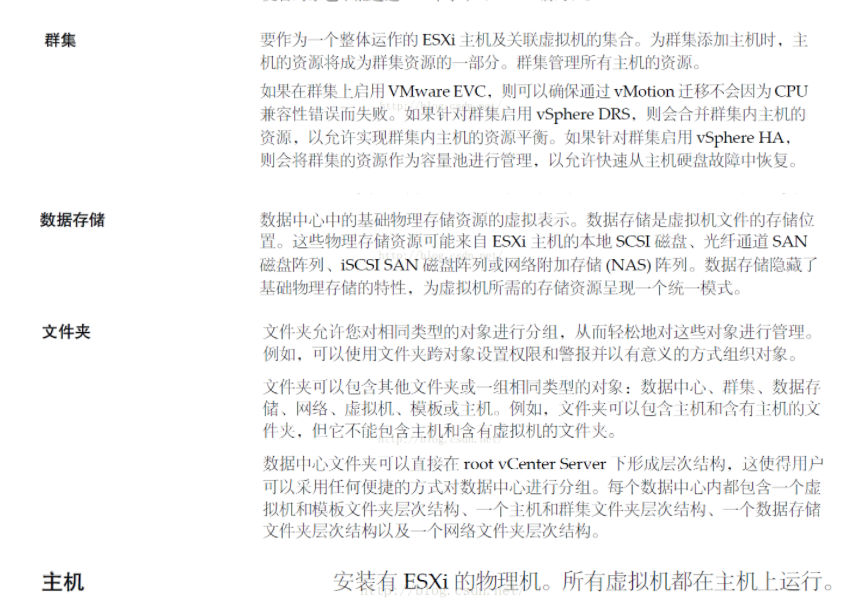 群集
要作为一个整体运作的 ESXi 主机及关联虚拟机的集合。为群集添加主机时，主
机的资源将成为群集资源的一部分。群集管理所有主机的资源。
如果在群集上启用 VMware EVC，则可以确保通过 vMotion 迁移不会因为 CPU
兼容性错误而失败。如果针对群集启用 vSphere DRS，则会合并群集内主机的
资源，以允许实现群集内主机的资源平衡。如果针对群集启用 vSphere HA，
则会将群集的资源作为容量池进行管理，以允许快速从主机硬盘故障中恢复。
数据存储
数据中心中的基础物理存储资源的虚拟表示。数据存储是虚拟机文件的存储位
置。这些物理存储资源可能来自 ESXi 主机的本地 SCSI 磁盘、光纤通道 SAN
磁盘阵列、iSCSI SAN 磁盘阵列或网络附加存储 (NAS) 阵列。数据存储隐藏了
基础物理存储的特性，为虚拟机所需的存储资源呈现一个统一模式。
文件夹
文件夹允许您对相同类型的对象进行分组，从而轻松地对这些对象进行管理。
例如，可以使用文件夹跨对象设置权限和警报并以有意义的方式组织对象。
文件夹可以包含其他文件夹或一组相同类型的对象：数据中心、群集、数据存
储、网络、虚拟机、模板或主机。例如，文件夹可以包含主机和含有主机的文
件夹，但它不能包含主机和含有虚拟机的文件夹。
数据中心文件夹可以直接在 root vCenter Server 下形成层次结构，这使得用户
可以采用任何便捷的方式对数据中心进行分组。每个数据中心内都包含一个虚
拟机和模板文件夹层次结构、一个主机和群集文件夹层次结构、一个数据存储
文件夹层次结构以及一个网络文件夹层次结构。
主机
安装有 ESXi 的物理机。所有虚拟机都在主机上运行。
http://blog.csdn.net/